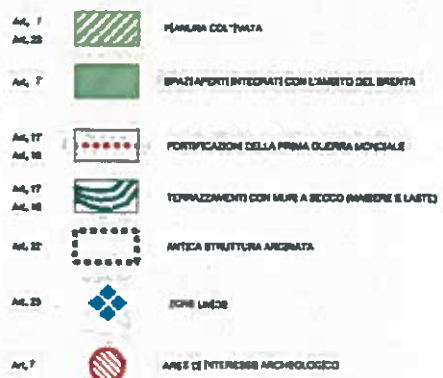 Art. 7
Art. 22
PIANURA COLTIVATA
Art. 7
SPAZI APERTI INTEGRATI CON L'AMBITO DEL BRENTA
Art. 17
Art. 18
FORTIFICAZIONI DELLA PRIMA GUERRA MONDIALE
Art. 17
Art. 18
TERRAZZAMENTI CON MURI A SECCO (MASIERE E LASTE)
Art. 22
ANTICA STRUTTURA ARGINATA
Art. 23
ZONE UMIDE
Art. 7
AREE DI INTERESSE ARCHEOLOGICO